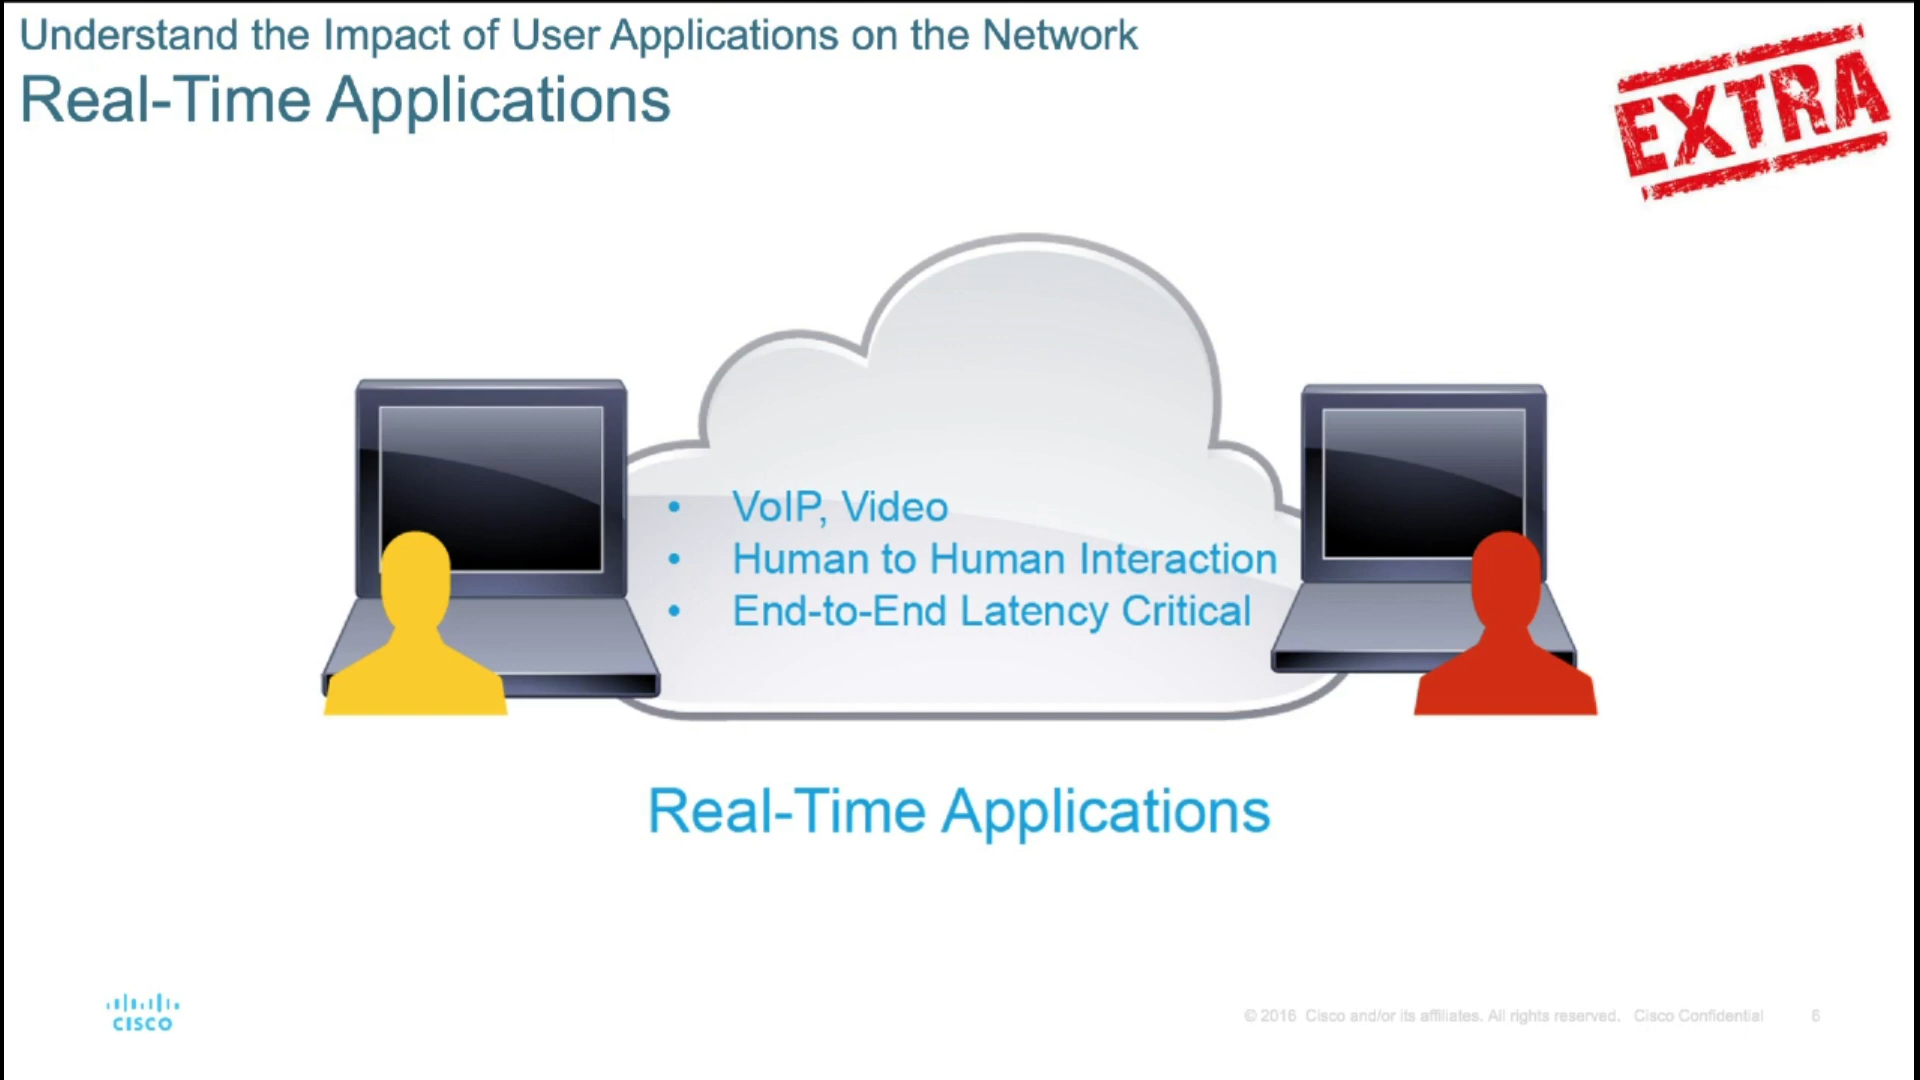 Understand the Impact of User Applications on the Network
Real-Time Applications
EXTRA
• VoIP, Video
• Human to Human Interaction
• End-to-End Latency Critical
Real-Time Applications
CISCO
© 2016 Cisco and/or its affiliates. All rights reserved. Cisco Confidential 6